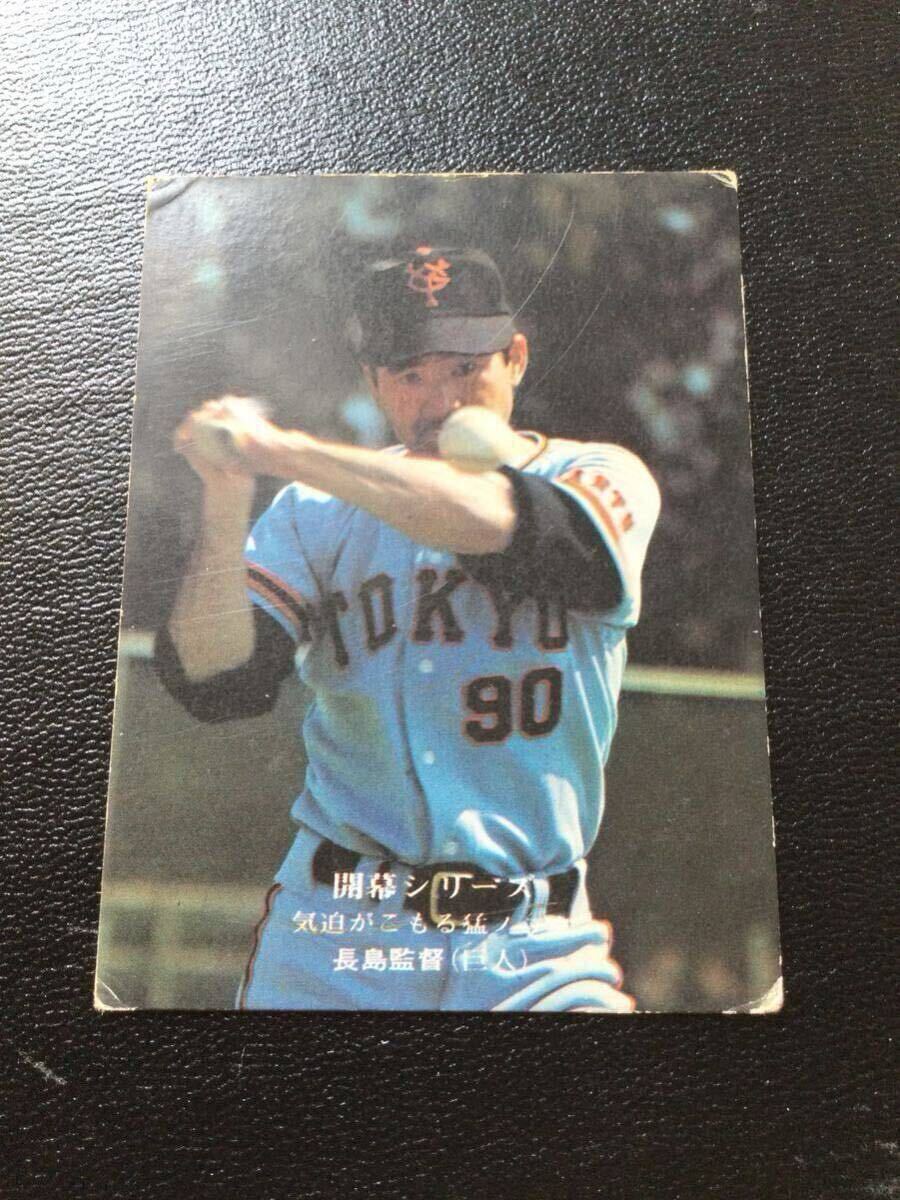 TOKYO
90
開幕シリーズ
気迫がこもる猛ノ
長島監督(巨人)